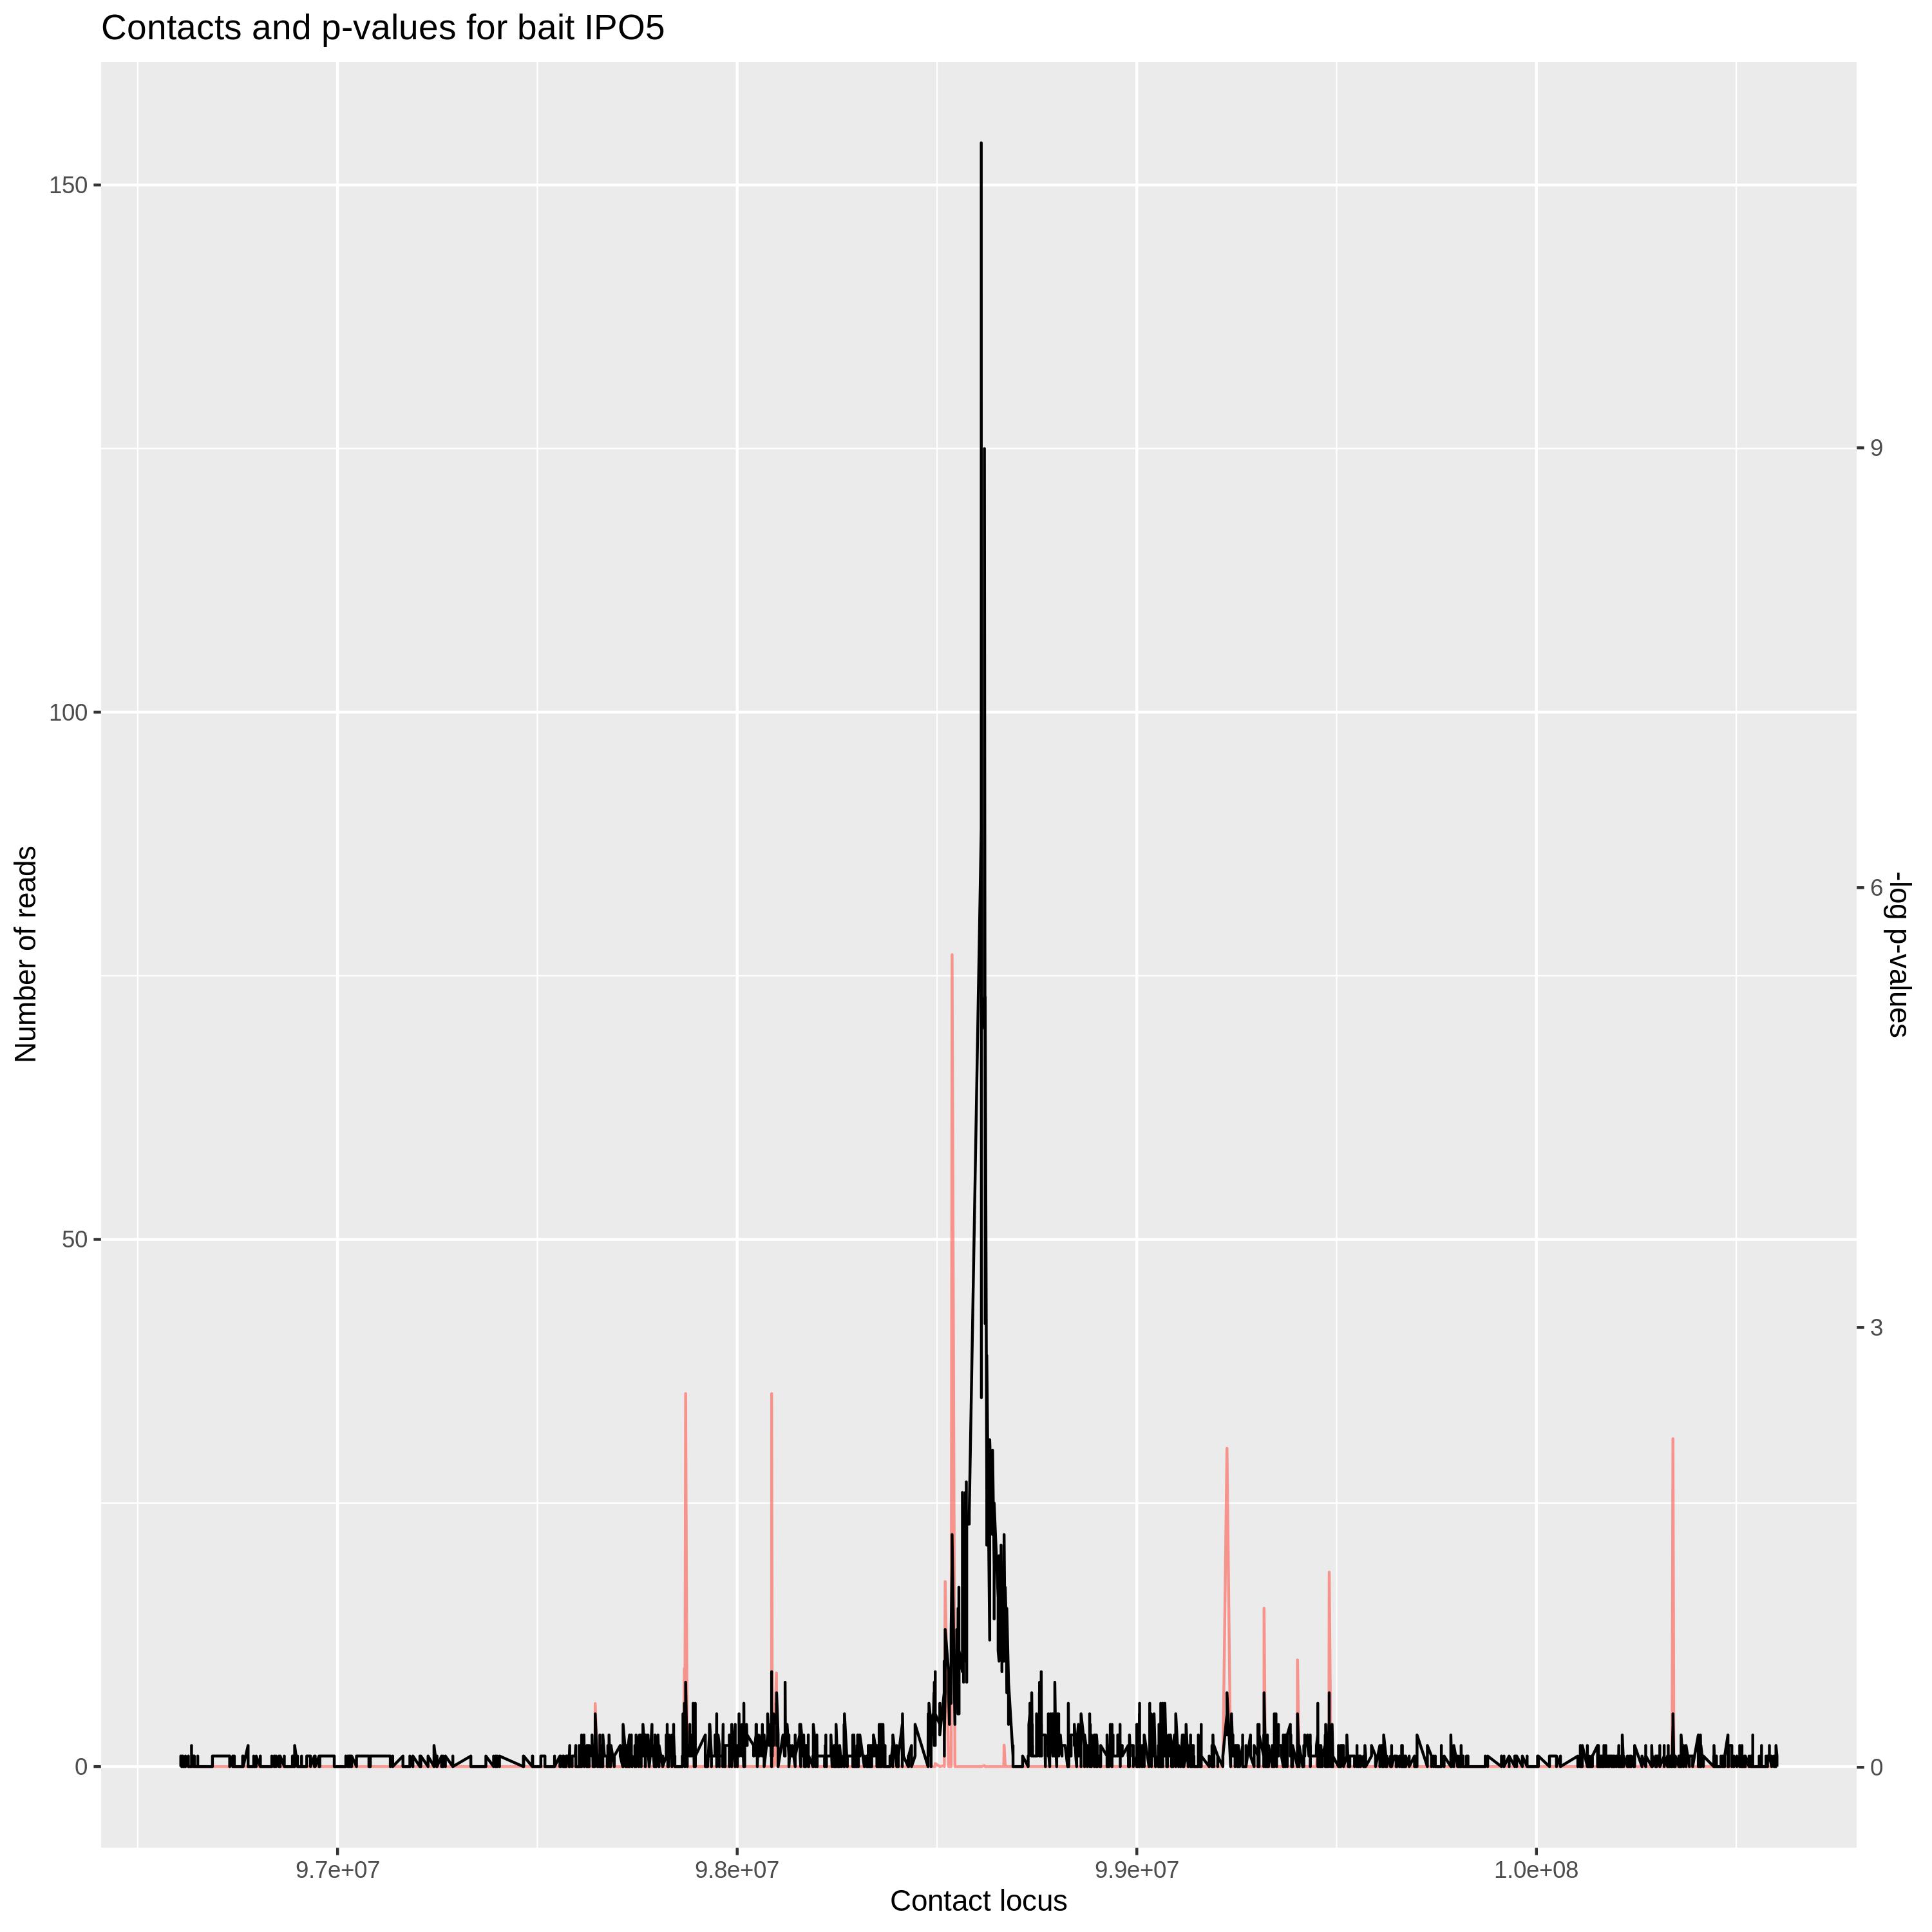 Contacts and p-values for bait IPO5
150
100
50
0
Number of reads
9
6
3
0
-log p-values
9.7e+07
9.8e+07
9.9e+07
1.0e+08
Contact locus